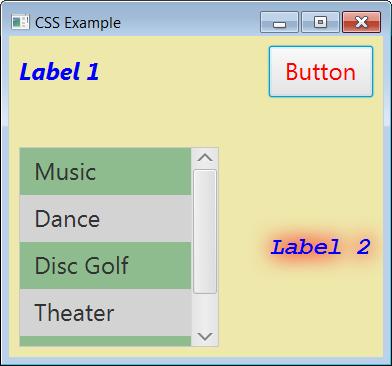 CSS Example
Label 1
Button
Music
Dance
Disc Golf
Theater
Label 2